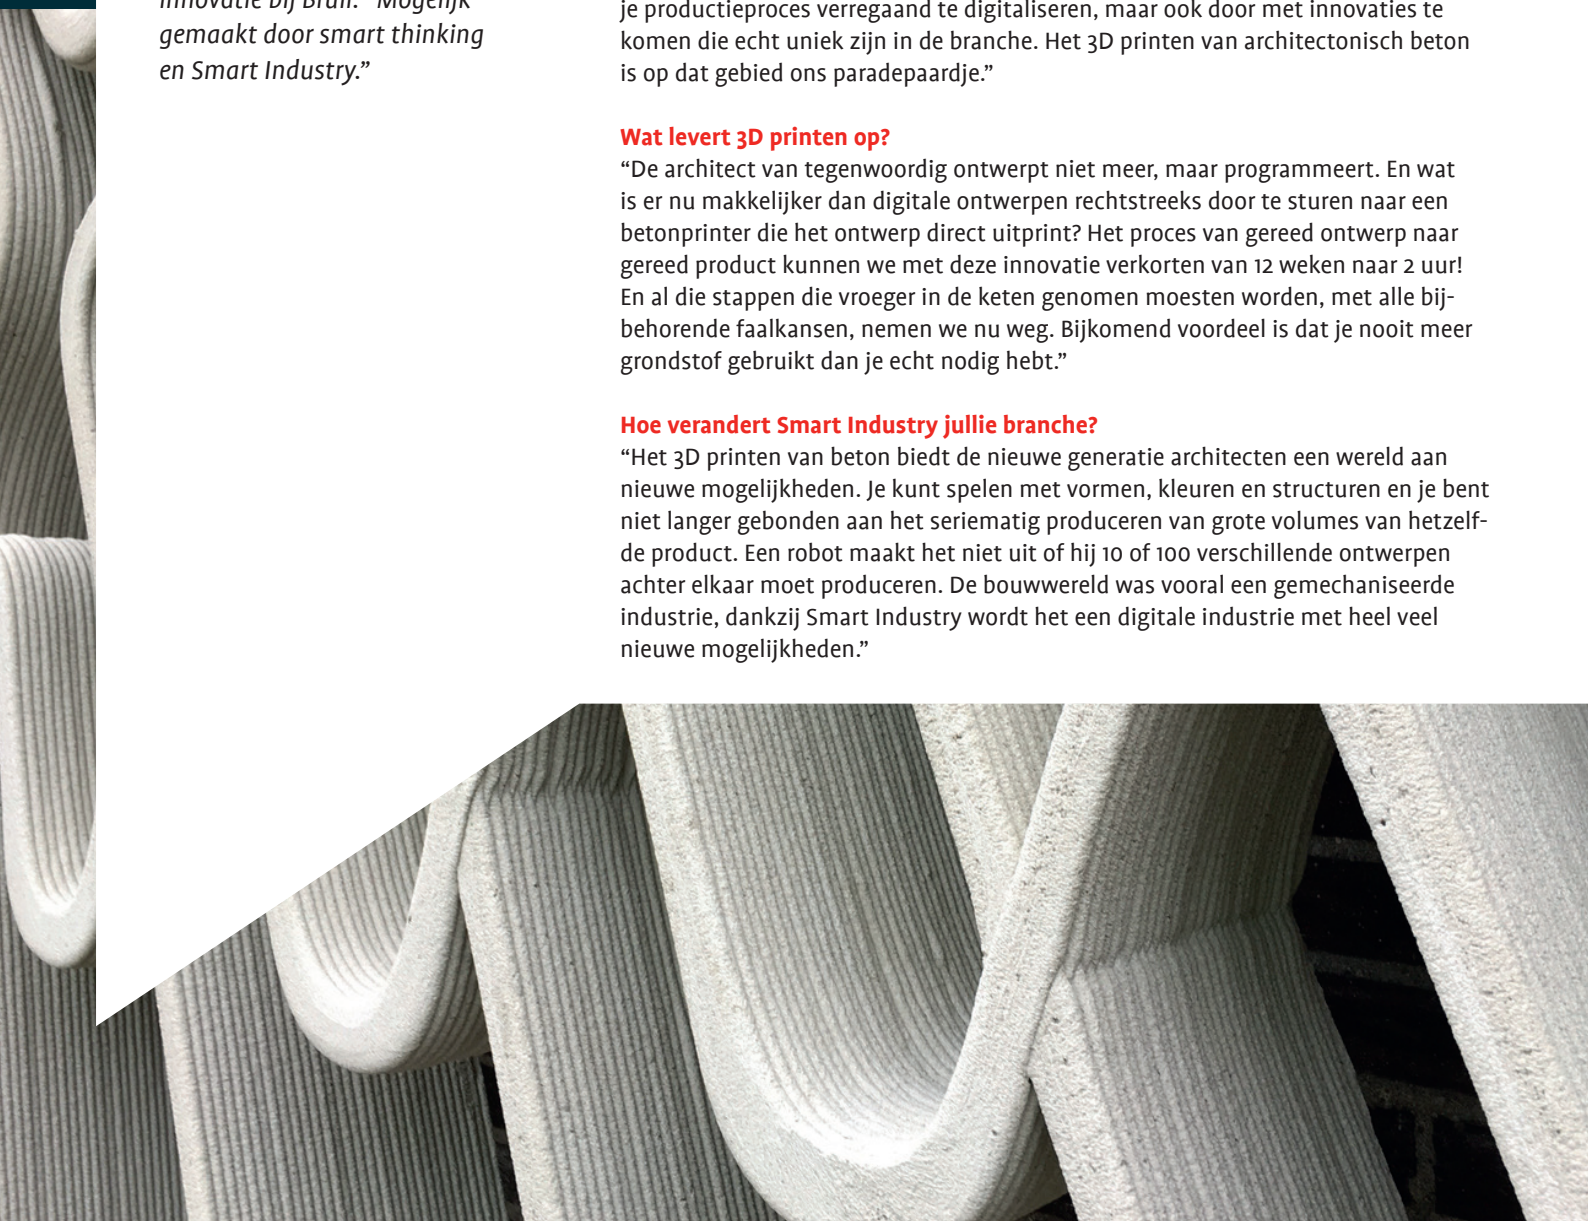 innovatie bij Bruil. “Mogelijk
gemaakt door smart thinking
en Smart Industry.”
je productieproces verregaand te digitaliseren, maar ook door met innovaties te
komen die echt uniek zijn in de branche. Het 3D printen van architectonisch beton
is op dat gebied ons paradepaardje.”
Wat levert 3D printen op?
“De architect van tegenwoordig ontwerpt niet meer, maar programmeert. En wat
is er nu makkelijker dan digitale ontwerpen rechtstreeks door te sturen naar een
betonprinter die het ontwerp direct uitprint? Het proces van gereed ontwerp naar
gereed product kunnen we met deze innovatie verkorten van 12 weken naar 2 uur!
En al die stappen die vroeger in de keten genomen moesten worden, met alle bij-
behorende faalkansen, nemen we nu weg. Bijkomend voordeel is dat je nooit meer
grondstof gebruikt dan je echt nodig hebt.”
Hoe verandert Smart Industry jullie branche?
“Het 3D printen van beton biedt de nieuwe generatie architecten een wereld aan
nieuwe mogelijkheden. Je kunt spelen met vormen, kleuren en structuren en je bent
niet langer gebonden aan het seriematig produceren van grote volumes van hetzelf-
de product. Een robot maakt het niet uit of hij 10 of 100 verschillende ontwerpen
achter elkaar moet produceren. De bouwwereld was vooral een gemechaniseerde
industrie, dankzij Smart Industry wordt het een digitale industrie met heel veel
nieuwe mogelijkheden.”